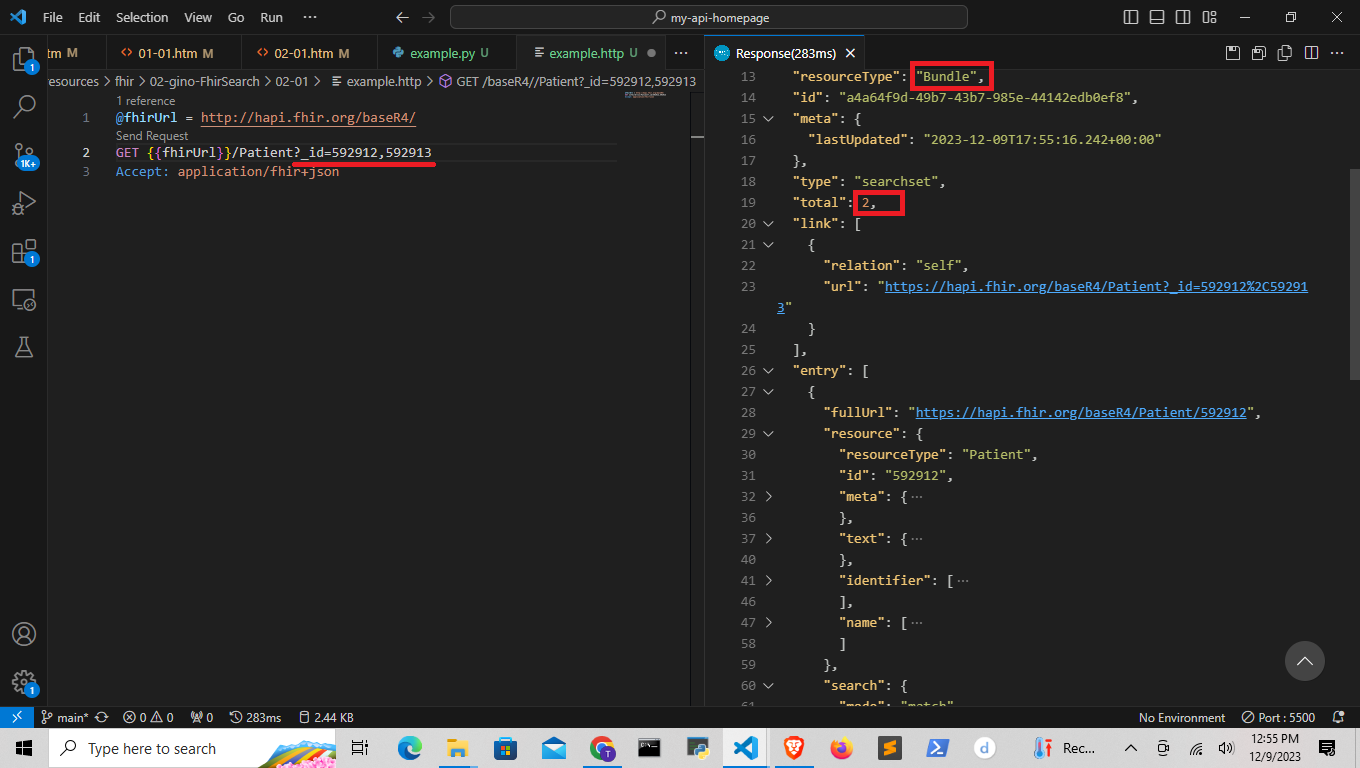 File Edit Selection View Go Run ··· my-api-homepage
tm M 01-01.htm M 02-01.htm M example.py U example.http U ···
Response(283ms)
resources > fhir > 02-gino-FhirSearch > 02-01 > example.http > GET /baseR4//Patient?_id=592912,592913
1 reference
1 @fhirUrl = http://hapi.fhir.org/baseR4/
Send Request
2 GET {{fhirUrl}}/Patient?_id=592912,592913
3 Accept: application/fhir+json
13 "resourceType": "Bundle",
14 "id": "a4a64f9d-49b7-43b7-985e-44142edb0ef8",
15 "meta": {
16 "lastUpdated": "2023-12-09T17:55:16.242+00:00"
17 },
18 "type": "searchset",
19 "total": 2,
20 "link": [
21 {
22 "relation": "self",
23 "url": "https://hapi.fhir.org/baseR4/Patient?_id=592912%2C59291
3"
24 }
25 ],
26 "entry": [
27 {
28 "fullUrl": "https://hapi.fhir.org/baseR4/Patient/592912",
29 "resource": {
30 "resourceType": "Patient",
31 "id": "592912",
32 "meta": {···
36 },
37 "text": {···
40 },
41 "identifier": [···
46 ],
47 "name": [···
58 ]
59 },
60 "search": {
61 "mode": "match"
1
1K+
1
1
main* 0 0 0 283ms 2.44 KB No Environment Port : 5500
Type here to search
T
d
Rec...
12:55 PM
12/9/2023